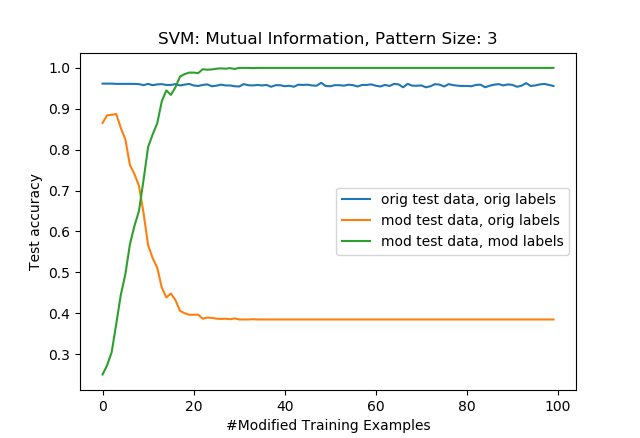 SVM: Mutual Information, Pattern Size: 3
1.0
0.9
0.8
0.7
0.6
0.5
0.4
0.3
Test accuracy
orig test data, orig labels
mod test data, orig labels
mod test data, mod labels
0 20 40 60 80 100
#Modified Training Examples